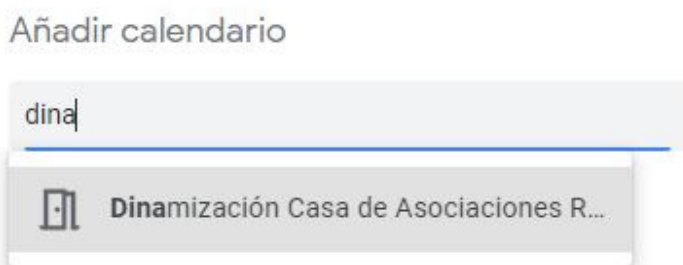 Añadir calendario
dina
Dinamización Casa de Asociaciones R...